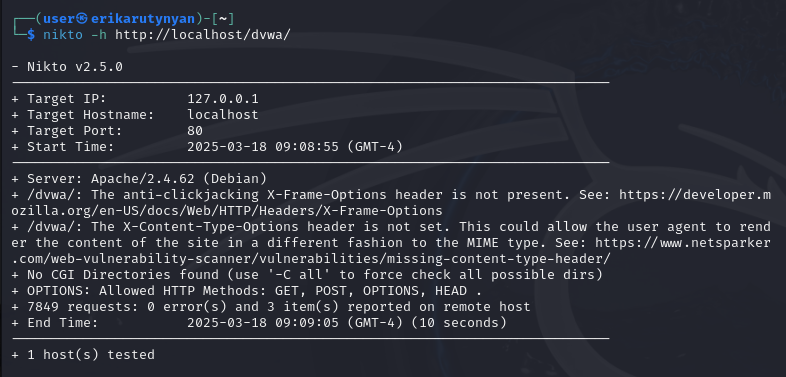 ┌──(user㉿erikarutynyan)-[~]
└─$ nikto -h http://localhost/dvwa/
- Nikto v2.5.0
---------------------------------------------------------------------------
+ Target IP:          127.0.0.1
+ Target Hostname:    localhost
+ Target Port:        80
+ Start Time:         2025-03-18 09:08:55 (GMT-4)
---------------------------------------------------------------------------
+ Server: Apache/2.4.62 (Debian)
+ /dvwa/: The anti-clickjacking X-Frame-Options header is not present. See: https://developer.m
ozilla.org/en-US/docs/Web/HTTP/Headers/X-Frame-Options
+ /dvwa/: The X-Content-Type-Options header is not set. This could allow the user agent to rend
er the content of the site in a different fashion to the MIME type. See: https://www.netsparker
.com/web-vulnerability-scanner/vulnerabilities/missing-content-type-header/
+ No CGI Directories found (use '-C all' to force check all possible dirs)
+ OPTIONS: Allowed HTTP Methods: GET, POST, OPTIONS, HEAD .
+ 7849 requests: 0 error(s) and 3 item(s) reported on remote host
+ End Time:           2025-03-18 09:09:05 (GMT-4) (10 seconds)
---------------------------------------------------------------------------
+ 1 host(s) tested